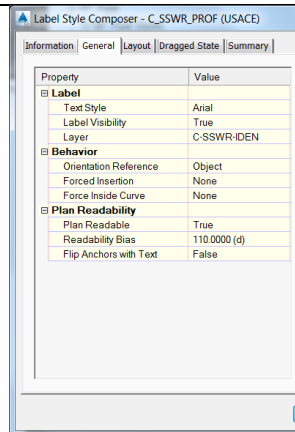 Label Style Composer - C_SSWR_PROF (USACE)
Information General Layout Dragged State Summary
Property Value
Label
Text Style Arial
Label Visibility True
Layer C-SSWR-IDEN
Behavior
Orientation Reference Object
Forced Insertion None
Force Inside Curve None
Plan Readability
Plan Readable True
Readability Bias 110.0000 (d)
Flip Anchors with Text False